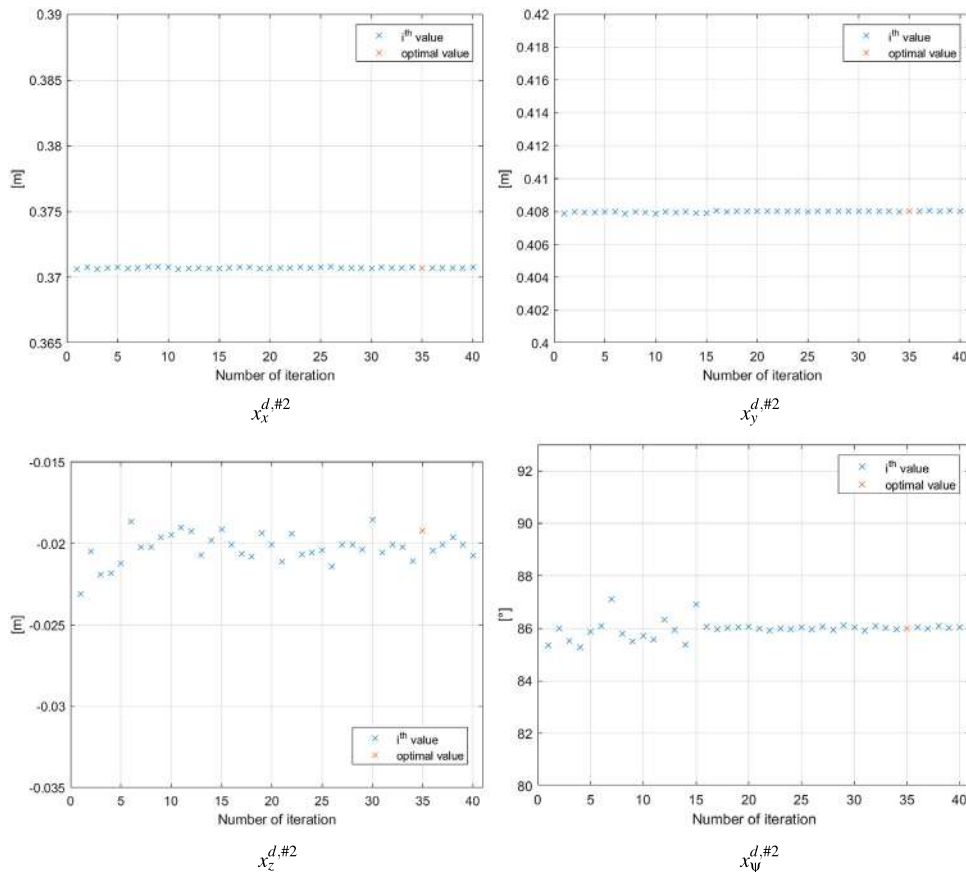 0.39
0.385
0.38
0.375
0.37
0.365
[m]
0 5 10 15 20 25 30 35 40
Number of iteration
i^th value
optimal value
x_x^{d,#2}
0.42
0.418
0.416
0.414
0.412
0.41
0.408
0.406
0.404
0.402
0.4
[m]
0 5 10 15 20 25 30 35 40
Number of iteration
i^th value
optimal value
x_y^{d,#2}
-0.015
-0.02
-0.025
-0.03
-0.035
[m]
0 5 10 15 20 25 30 35 40
Number of iteration
i^th value
optimal value
x_z^{d,#2}
92
90
88
86
84
82
80
[°]
0 5 10 15 20 25 30 35 40
Number of iteration
i^th value
optimal value
x_ψ^{d,#2}